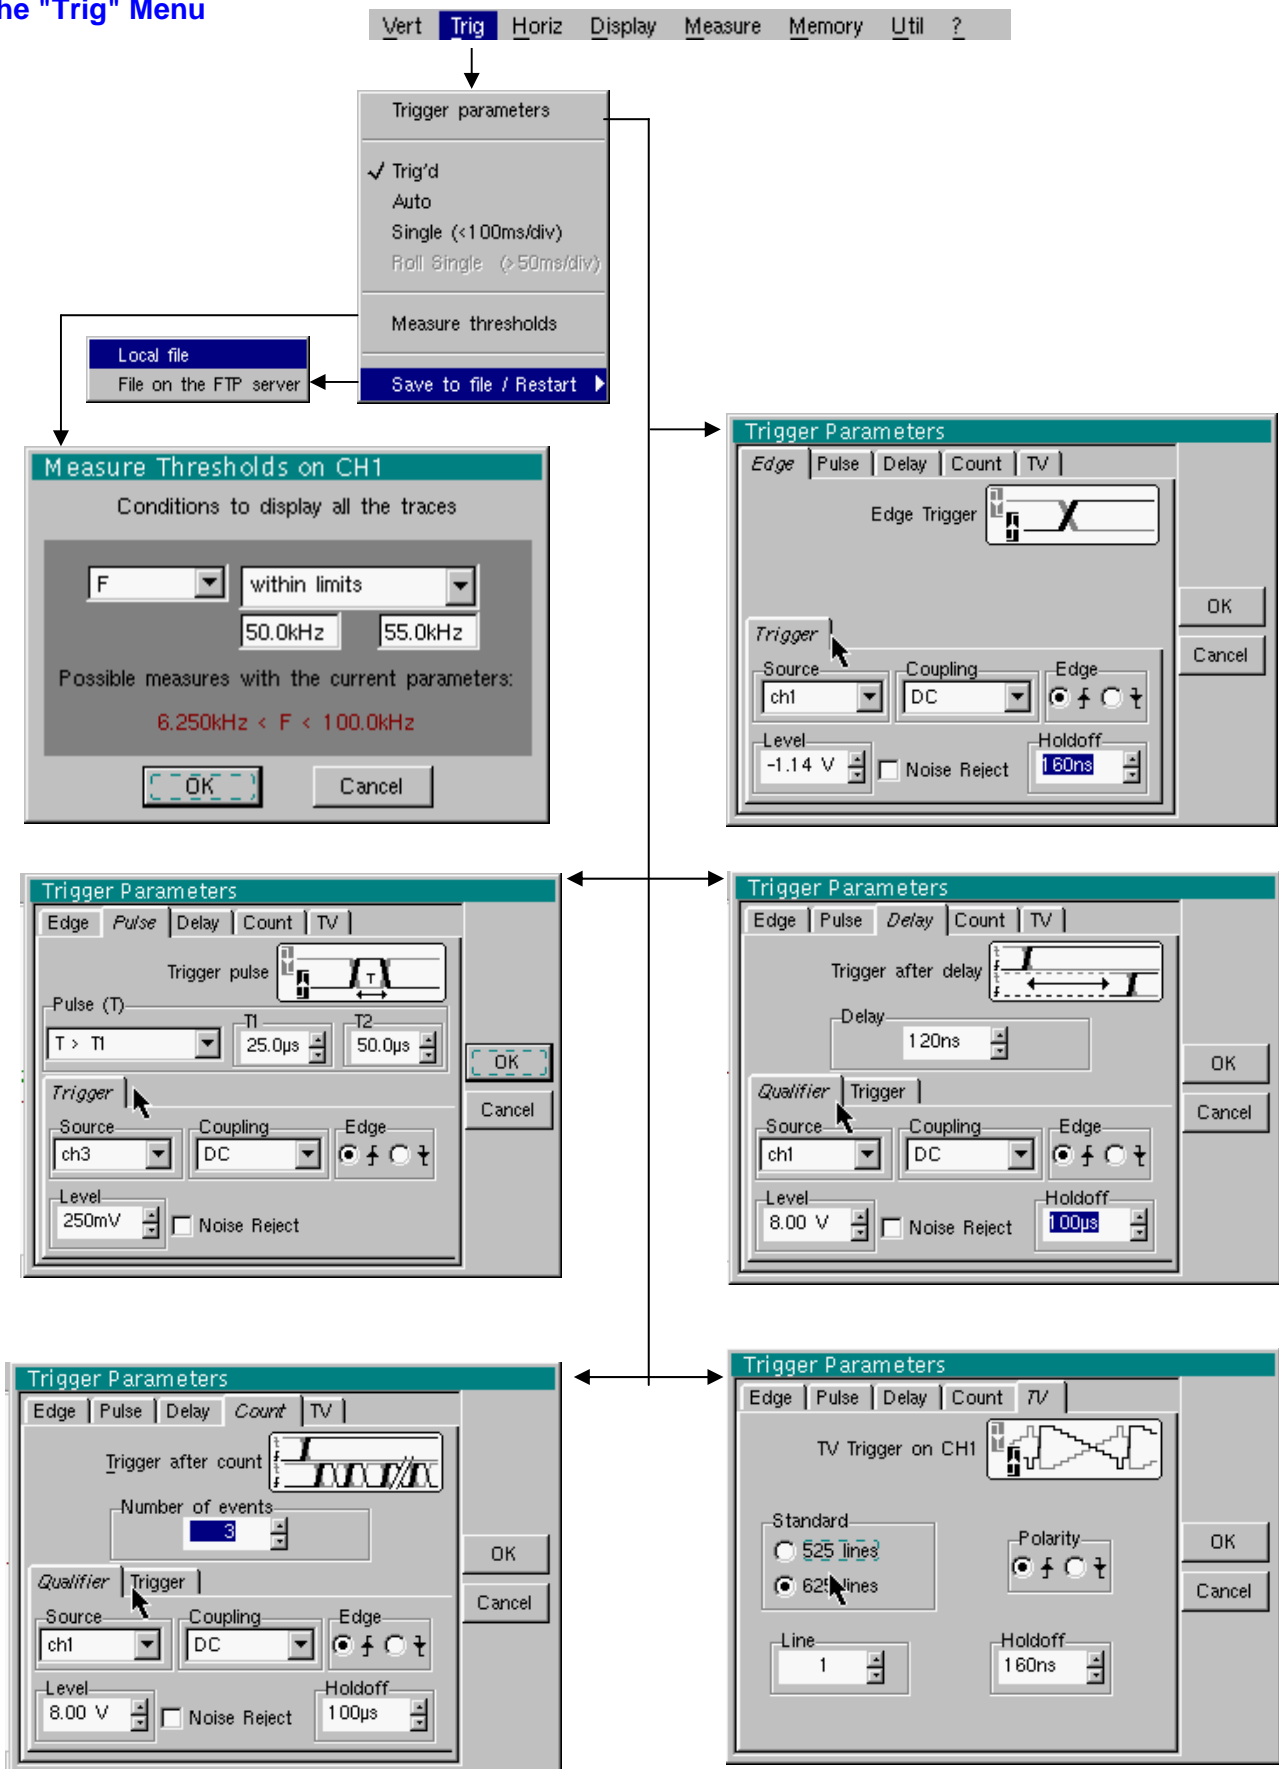 he "Trig" Menu
Vert Trig Horiz Display Measure Memory Util ?
Trigger parameters
Trig'd
Auto
Single (<100ms/div)
Roll Single (>50ms/div)
Measure thresholds
Save to file / Restart
Local file
File on the FTP server
Measure Thresholds on CH1
Conditions to display all the traces
F within limits
50.0kHz 55.0kHz
Possible measures with the current parameters:
6.250kHz < F < 100.0kHz
OK Cancel
Trigger Parameters
Edge Pulse Delay Count TV
Edge Trigger
Trigger
Source Coupling Edge
ch1 DC
Level Holdoff
-1.14 V Noise Reject 160ns
OK
Cancel
Trigger Parameters
Edge Pulse Delay Count TV
Trigger pulse
T
Pulse (T)
T1 T2
T > T1 25.0µs 50.0µs
Trigger
Source Coupling Edge
ch3 DC
Level
250mV Noise Reject
OK
Cancel
Trigger Parameters
Edge Pulse Delay Count TV
Trigger after delay
Delay
120ns
Qualifier Trigger
Source Coupling Edge
ch1 DC
Level Holdoff
8.00 V Noise Reject 100µs
OK
Cancel
Trigger Parameters
Edge Pulse Delay Count TV
Trigger after count
Number of events
3
Qualifier Trigger
Source Coupling Edge
ch1 DC
Level Holdoff
8.00 V Noise Reject 100µs
OK
Cancel
Trigger Parameters
Edge Pulse Delay Count TV
TV Trigger on CH1
Standard Polarity
525 lines
625 lines
Line Holdoff
1 160ns
OK
Cancel